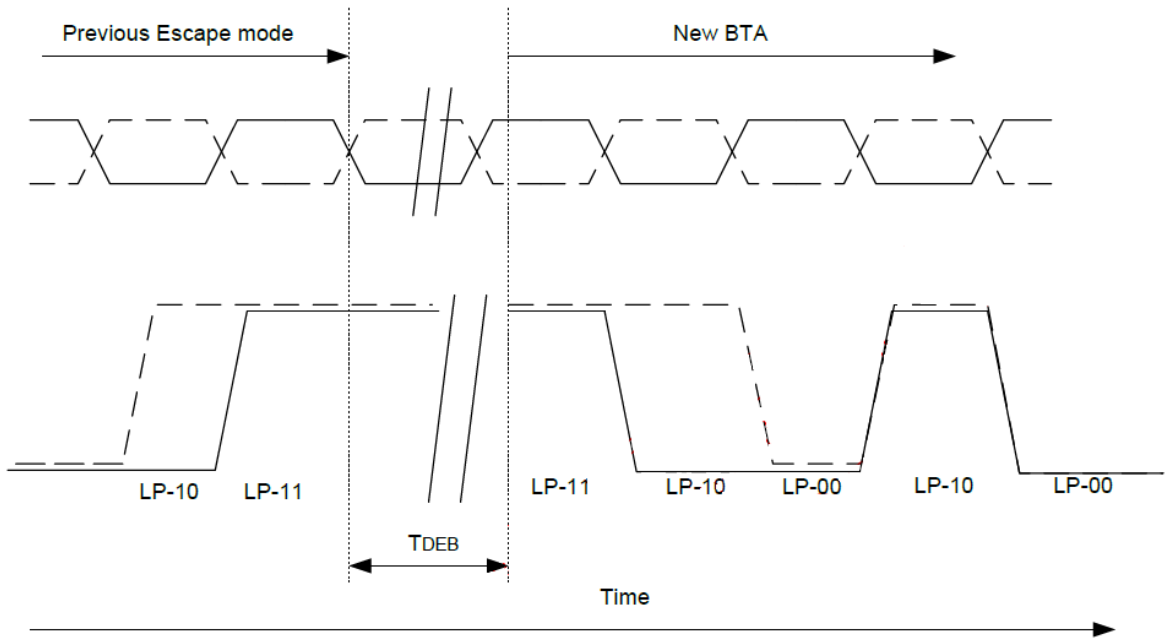 Previous Escape mode
New BTA
LP-10
LP-11
LP-11
LP-10
LP-00
LP-10
LP-00
TDEB
Time